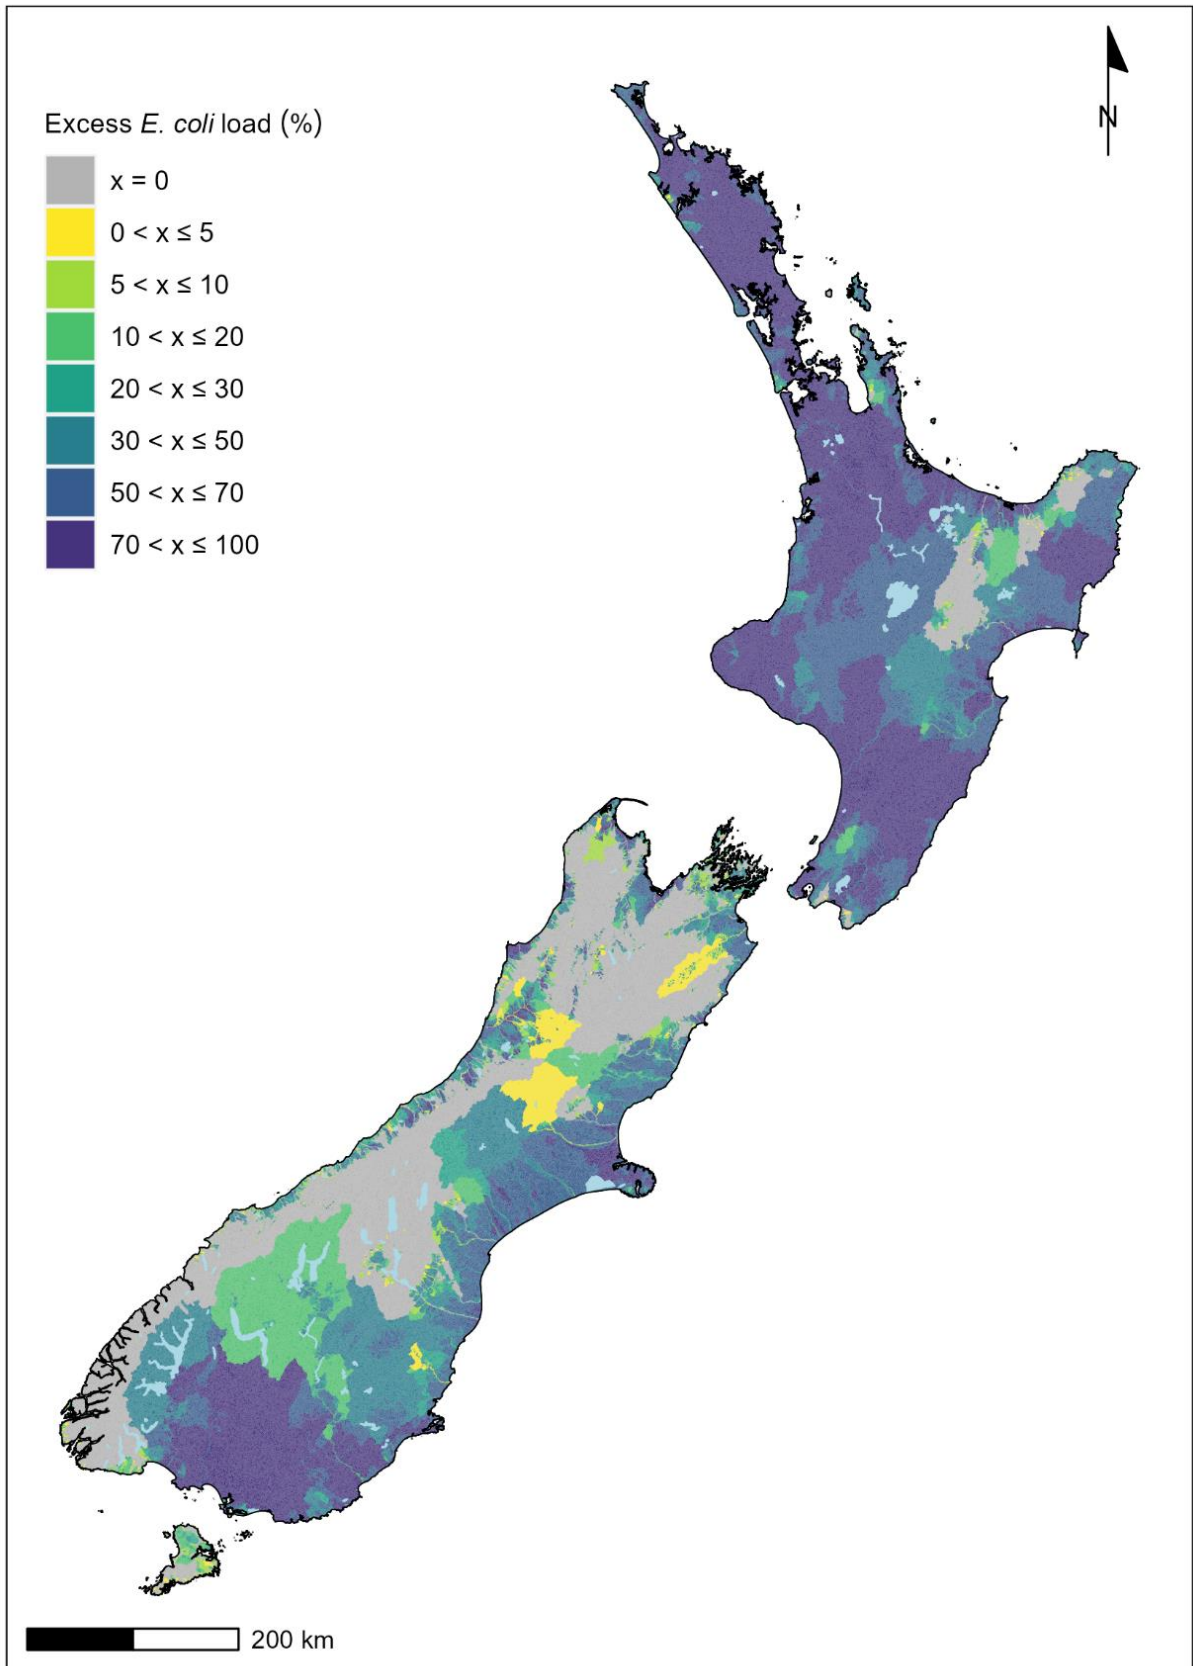 N
Excess E. coli load (%)
x = 0
0 < x ≤ 5
5 < x ≤ 10
10 < x ≤ 20
20 < x ≤ 30
30 < x ≤ 50
50 < x ≤ 70
70 < x ≤ 100
200 km